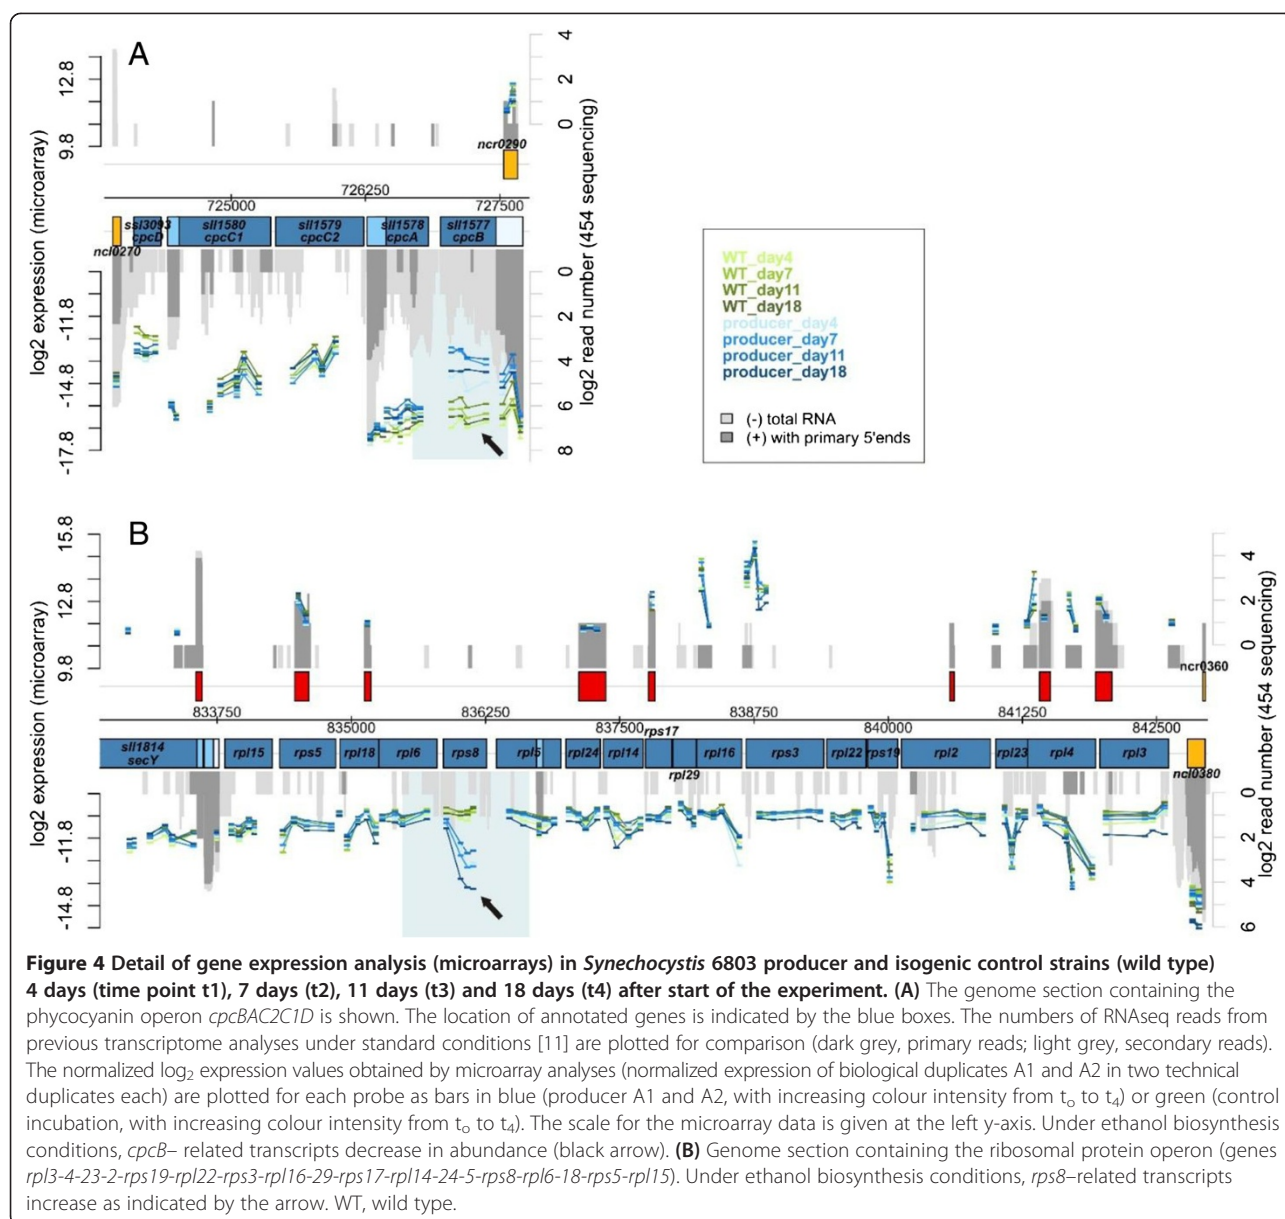 A
4
2
0
12.8
9.8
log2 expression (microarray)
log2 read number (454 sequencing)
ncr0290
725000
726250
727500
ssl3093 cpcD
sll1580 cpcC1
sll1579 cpcC2
sll1578 cpcA
sll1577 cpcB
ncl0270
0
2
4
6
8
-11.8
-14.8
-17.8
WT_day4
WT_day7
WT_day11
WT_day18
producer_day4
producer_day7
producer_day11
producer_day18
(-) total RNA
(+) with primary 5'ends
B
15.8
12.8
9.8
4
2
0
log2 expression (microarray)
log2 read number (454 sequencing)
ncr0360
833750
835000
836250
837500
838750
840000
841250
842500
rps17
sll1814 secY
rpl15
rps5
rpl18
rpl6
rps8
rpl5
rpl24
rpl14
rpl16
rps3
rpl22
rps19
rpl2
rpl23
rpl4
rpl3
rpl29
ncl0380
-11.8
-14.8
0
2
4
6
Figure 4 Detail of gene expression analysis (microarrays) in Synechocystis 6803 producer and isogenic control strains (wild type)
4 days (time point t1), 7 days (t2), 11 days (t3) and 18 days (t4) after start of the experiment. (A) The genome section containing the
phycocyanin operon cpcBAC2C1D is shown. The location of annotated genes is indicated by the blue boxes. The numbers of RNAseq reads from
previous transcriptome analyses under standard conditions [11] are plotted for comparison (dark grey, primary reads; light grey, secondary reads).
The normalized log2 expression values obtained by microarray analyses (normalized expression of biological duplicates A1 and A2 in two technical
duplicates each) are plotted for each probe as bars in blue (producer A1 and A2, with increasing colour intensity from to to t4) or green (control
incubation, with increasing colour intensity from to to t4). The scale for the microarray data is given at the left y-axis. Under ethanol biosynthesis
conditions, cpcB– related transcripts decrease in abundance (black arrow). (B) Genome section containing the ribosomal protein operon (genes
rpl3-4-23-2-rps19-rpl22-rps3-rpl16-29-rps17-rpl14-24-5-rps8-rpl6-18-rps5-rpl15). Under ethanol biosynthesis conditions, rps8–related transcripts
increase as indicated by the arrow. WT, wild type.